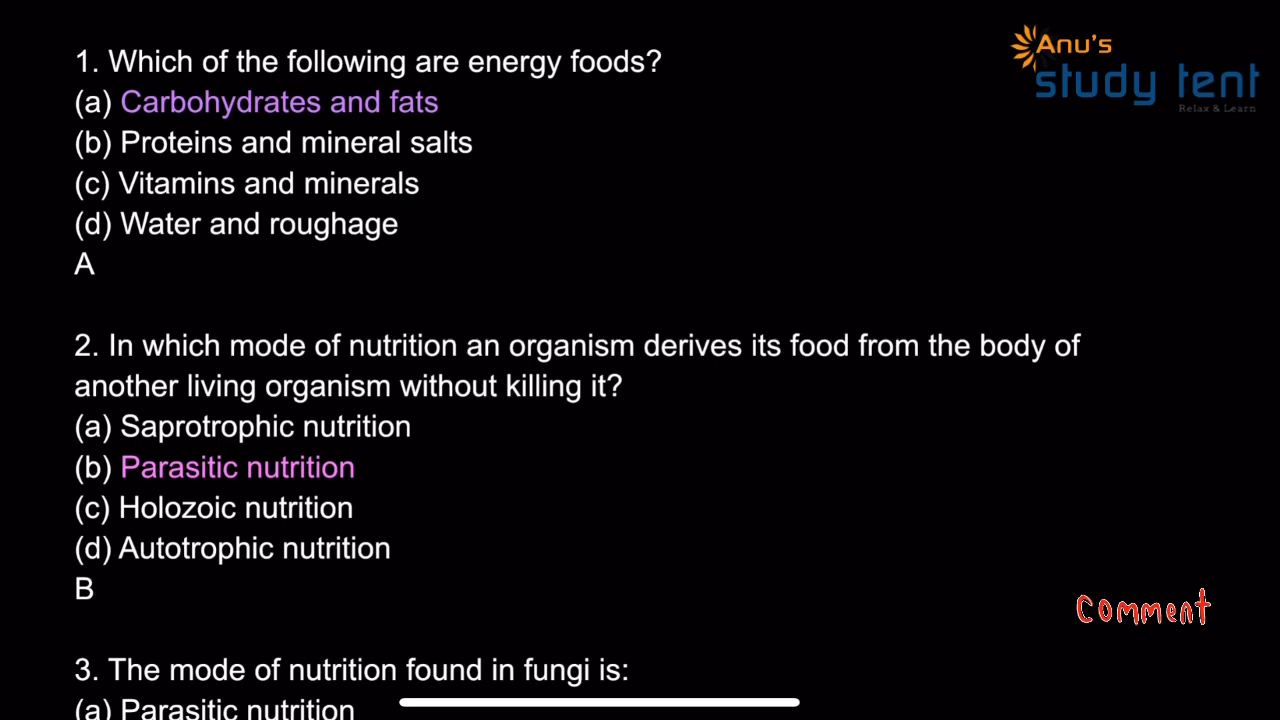 Anu's
study tent
Relax & Learn
1. Which of the following are energy foods?
(a) Carbohydrates and fats
(b) Proteins and mineral salts
(c) Vitamins and minerals
(d) Water and roughage
A
2. In which mode of nutrition an organism derives its food from the body of
another living organism without killing it?
(a) Saprotrophic nutrition
(b) Parasitic nutrition
(c) Holozoic nutrition
(d) Autotrophic nutrition
B
comment
3. The mode of nutrition found in fungi is:
(a) Parasitic nutrition